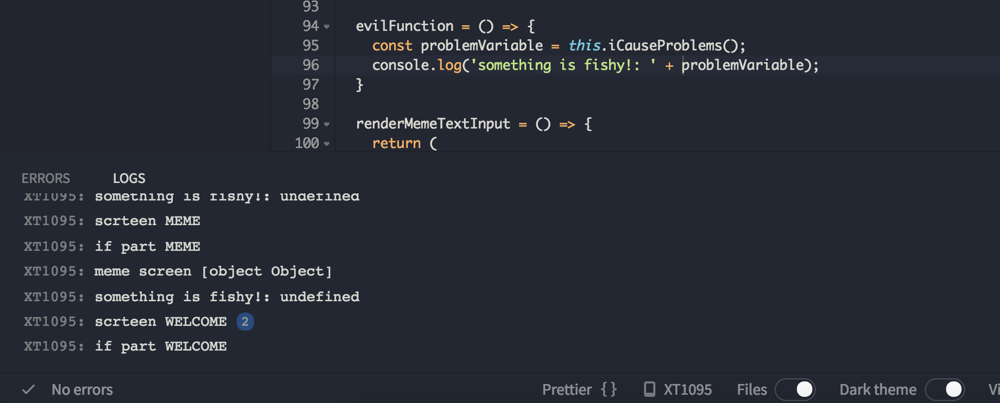 93
94 evilFunction = () => {
95 const problemVariable = this.iCauseProblems();
96 console.log('something is fishy!: ' + problemVariable);
97 }
98
99 renderMemeTextInput = () => {
100 return (
ERRORS LOGS
XT1095: something is fishy!: undefined
XT1095: scrteen MEME
XT1095: if part MEME
XT1095: meme screen [object Object]
XT1095: something is fishy!: undefined
XT1095: scrteen WELCOME 2
XT1095: if part WELCOME
No errors Prettier {} XT1095 Files Dark theme Vi